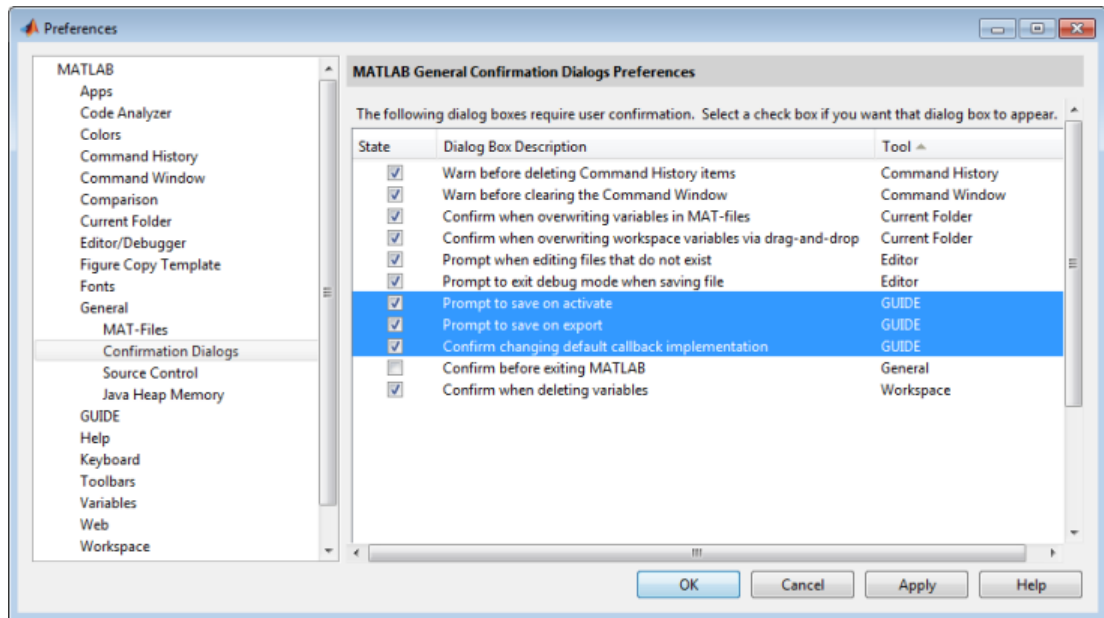 Preferences
MATLAB
Apps
Code Analyzer
Colors
Command History
Command Window
Comparison
Current Folder
Editor/Debugger
Figure Copy Template
Fonts
General
MAT-Files
Confirmation Dialogs
Source Control
Java Heap Memory
GUIDE
Help
Keyboard
Toolbars
Variables
Web
Workspace
MATLAB General Confirmation Dialogs Preferences
The following dialog boxes require user confirmation. Select a check box if you want that dialog box to appear.
State Dialog Box Description Tool
Warn before deleting Command History items Command History
Warn before clearing the Command Window Command Window
Confirm when overwriting variables in MAT-files Current Folder
Confirm when overwriting workspace variables via drag-and-drop Current Folder
Prompt when editing files that do not exist Editor
Prompt to exit debug mode when saving file Editor
Prompt to save on activate GUIDE
Prompt to save on export GUIDE
Confirm changing default callback implementation GUIDE
Confirm before exiting MATLAB General
Confirm when deleting variables Workspace
OK Cancel Apply Help